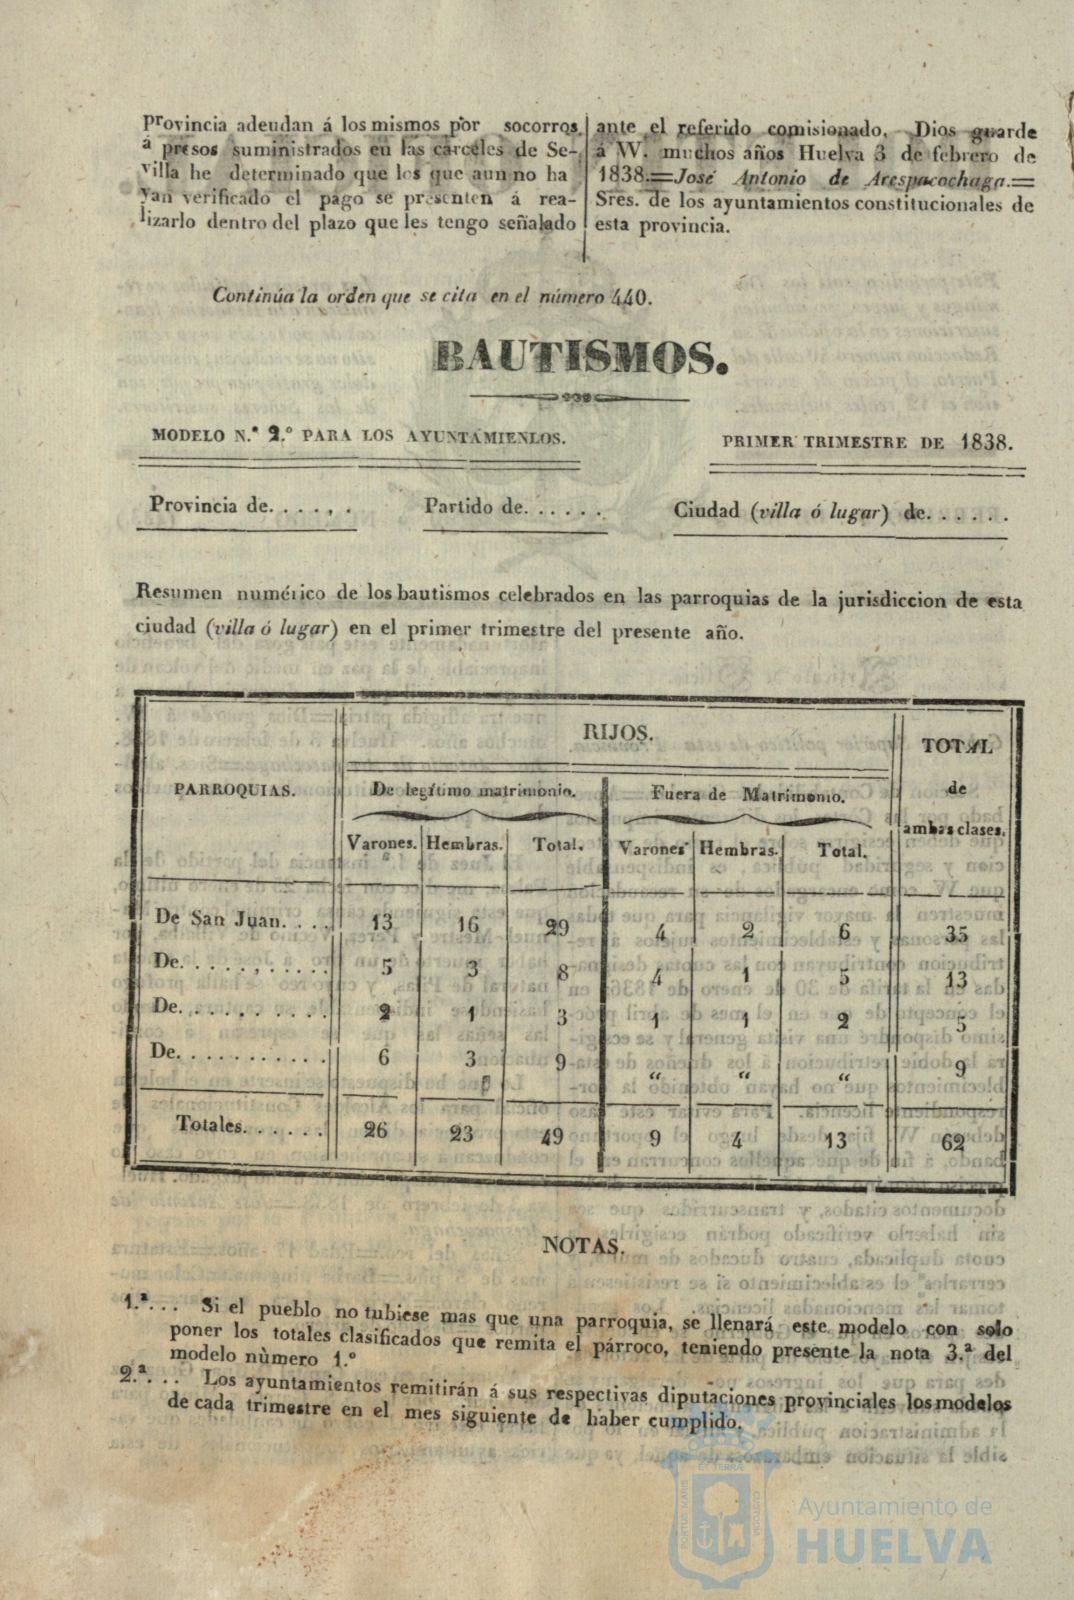 Provincia adeudan á los mismos por socorros
á presos suministrados en las carceles de Se-
villa he determinado que los que aun no ha
yan verificado el pago se presenten á rea-
lizarlo dentro del plazo que les tengo señalado
ante el referido comisionado. Dios guarde
á VV. muchos años Huelva 3 de febrero de
1838.=José Antonio de Arespacochaga.=
Sres. de los ayuntamientos constitucionales de
esta provincia.
Continúa la orden que se cita en el número 440.
BAUTISMOS.
MODELO N.º 2.º PARA LOS AYUNTAMIENLOS.
PRIMER TRIMESTRE DE 1838.
Provincia de. . . . , .
Partido de. . . . . .
Ciudad (villa ó lugar) de. . . . . .
Resumen numérico de los bautismos celebrados en las parroquias de la jurisdiccion de esta
ciudad (villa ó lugar) en el primer trimestre del presente año.
PARROQUIAS.
RIJOS.
TOTAL
de
ambas clases.
De legítimo matrimonio.
Fuera de Matrimonio.
Varones. Hembras. Total. Varones Hembras. Total.
De San Juan. . . . 13 16 29 4 2 6 35
De. . . . . , . . . . 5 3 8 4 1 5 13
De. . . . . . . . . . 2 1 3 1 1 2 5
De. . . . . . . . . . . 6 3 9 “ “ “ 9
Totales. . . . . . 26 23 49 9 4 13 62
NOTAS.
1.ª. . . Si el pueblo no tubiese mas que una parroquia, se llenará este modelo con solo
poner los totales clasificados que remita el párroco, teniendo presente la nota 3.ª del
modelo nùmero 1.º
2.ª. . . Los ayuntamientos remitirán á sus respectivas diputaciones provinciales los modelos
de cada trimestre en el mes siguiente de haber cumplido.
PORTUS MARIS
ET TERRÆ
CUSTODIA
Ayuntamiento de
HUELVA